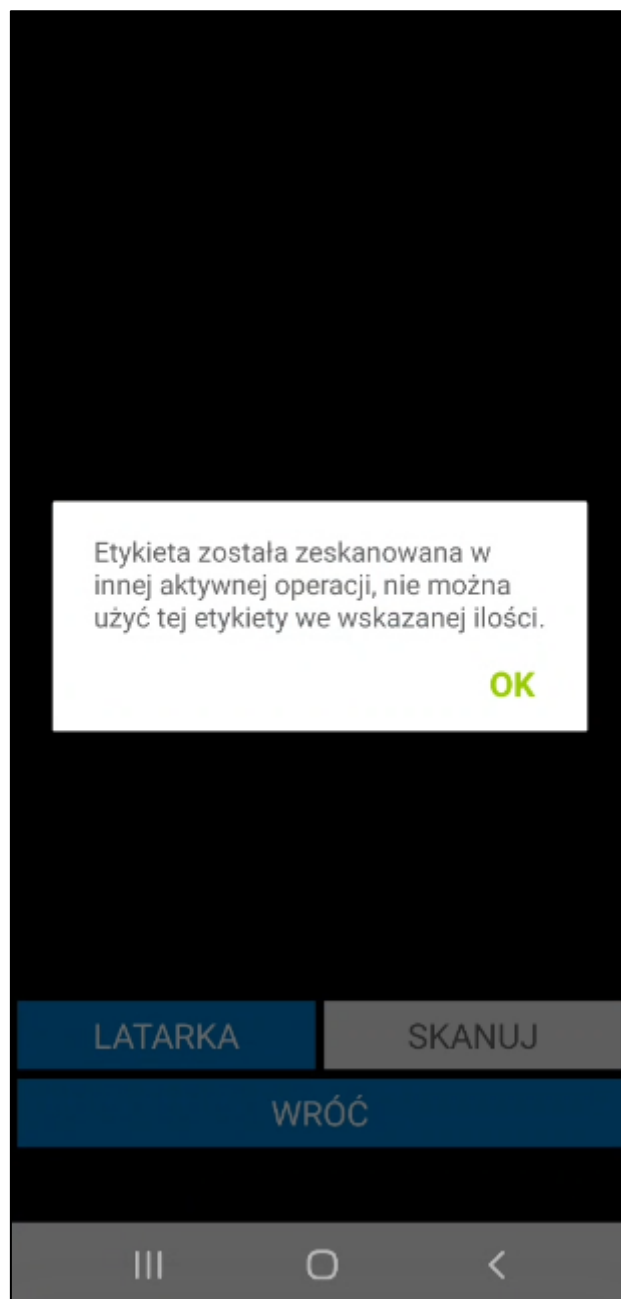 Etykieta została zeskanowana w
innej aktywnej operacji, nie można
użyć tej etykiety we wskazanej ilości.
OK
LATARKA SKANUJ
WRÓĆ